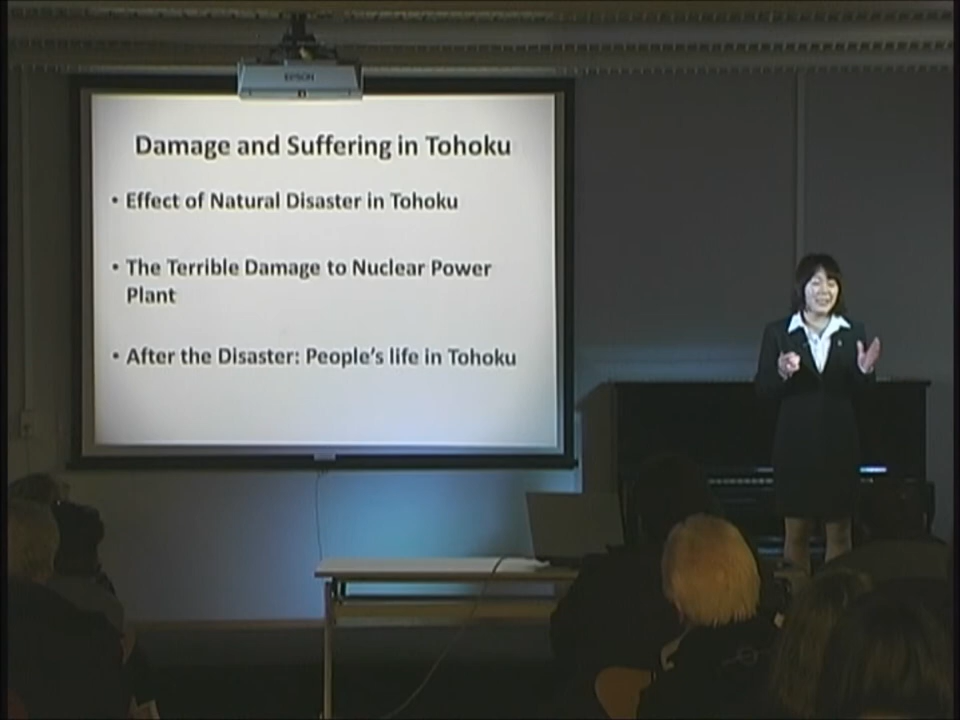 EPSON
Damage and Suffering in Tohoku
• Effect of Natural Disaster in Tohoku
• The Terrible Damage to Nuclear Power
Plant
• After the Disaster: People's life in Tohoku